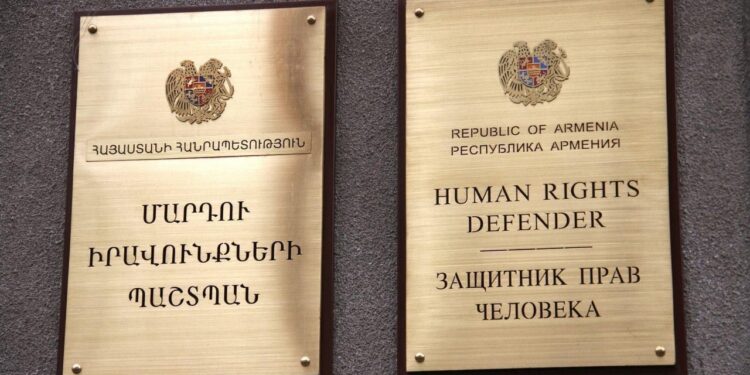 ՀԱՅԱՍՏԱՆԻ ՀԱՆՐԱՊԵՏՈՒԹՅՈՒՆ
ՄԱՐԴՈՒ
ԻՐԱՎՈՒՆՔՆԵՐԻ
ՊԱՇՏՊԱՆ
REPUBLIC OF ARMENIA
РЕСПУБЛИКА АРМЕНИЯ
HUMAN RIGHTS
DEFENDER
ЗАЩИТНИК ПРАВ
ЧЕЛОВЕКА